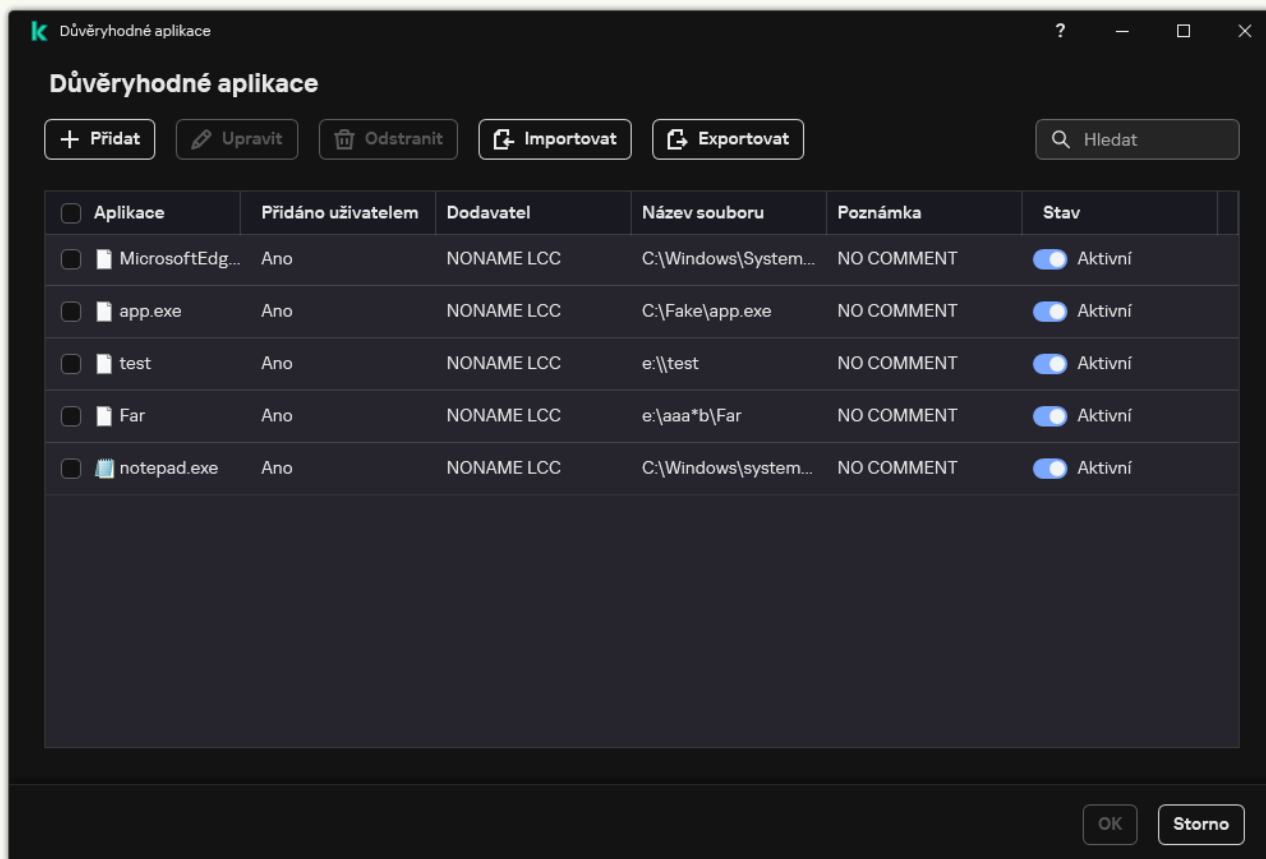 Důvěryhodné aplikace
?
Důvěryhodné aplikace
Přidat Upravit Odstranit Importovat Exportovat Hledat
Aplikace Přidáno uživatelem Dodavatel Název souboru Poznámka Stav
MicrosoftEdg... Ano NONAME LCC C:\Windows\System... NO COMMENT Aktivní
app.exe Ano NONAME LCC C:\Fake\app.exe NO COMMENT Aktivní
test Ano NONAME LCC e:\\test NO COMMENT Aktivní
Far Ano NONAME LCC e:\aaa*b\Far NO COMMENT Aktivní
notepad.exe Ano NONAME LCC C:\Windows\system... NO COMMENT Aktivní
OK Storno